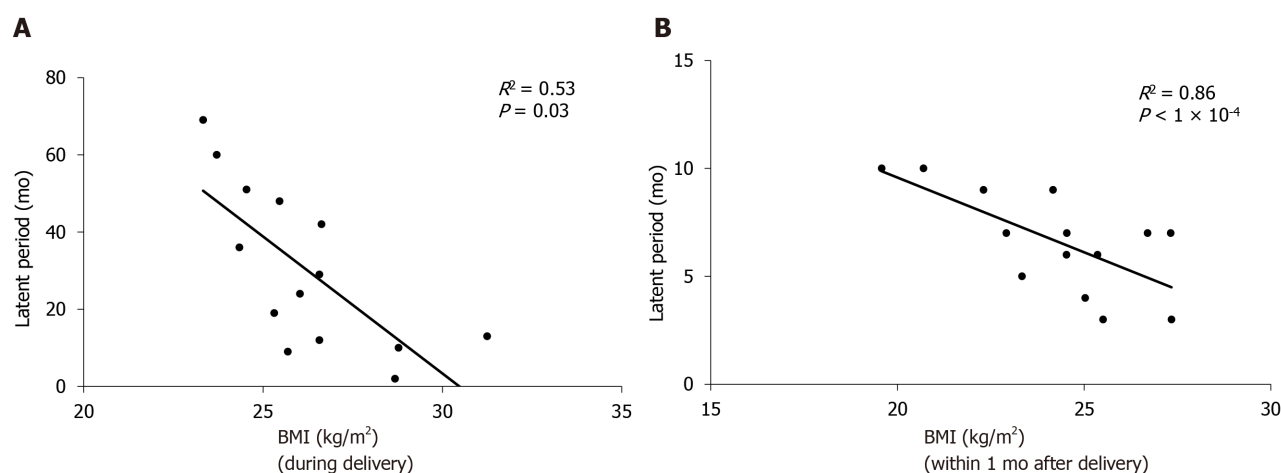 A
80
60
40
20
0
20
25
30
35
Latent period (mo)
BMI (kg/m²)
(during delivery)
R² = 0.53
P = 0.03
B
15
10
5
0
15
20
25
30
Latent period (mo)
BMI (kg/m²)
(within 1 mo after delivery)
R² = 0.86
P < 1 × 10⁻⁴